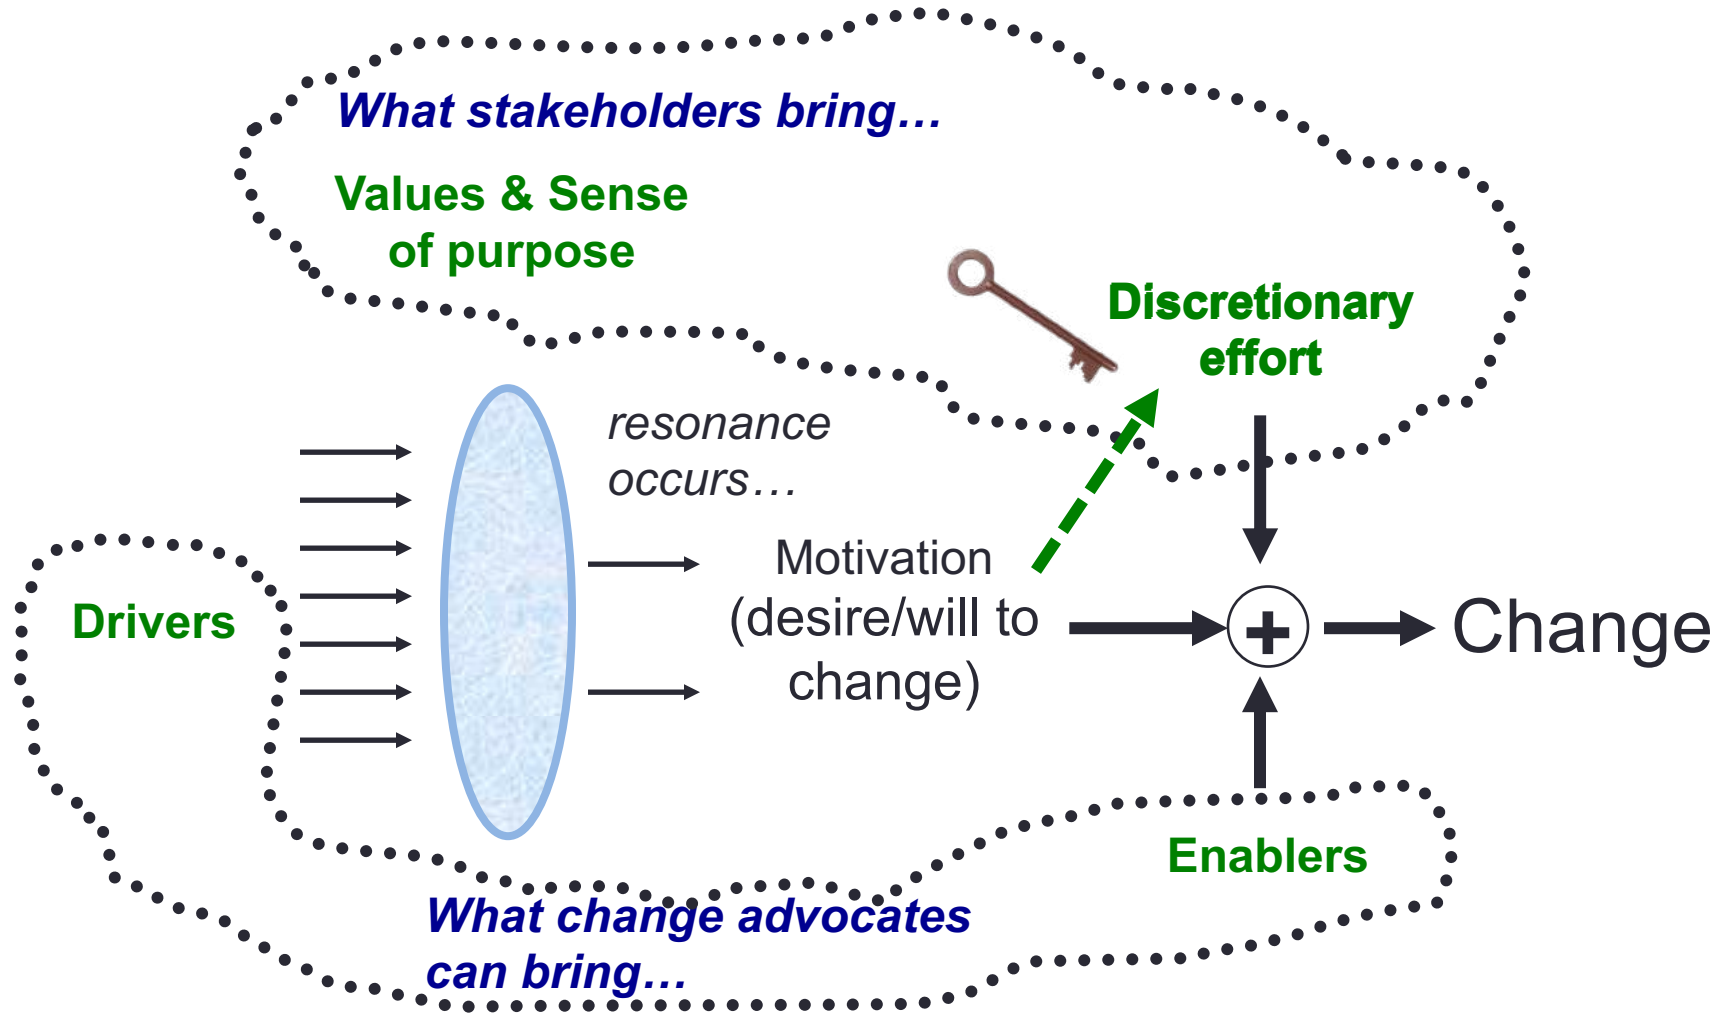 What stakeholders bring…
Values & Sense
of purpose
Discretionary
effort
resonance
occurs…
Motivation
(desire/will to
change)
Drivers
+
Change
Enablers
What change advocates
can bring…